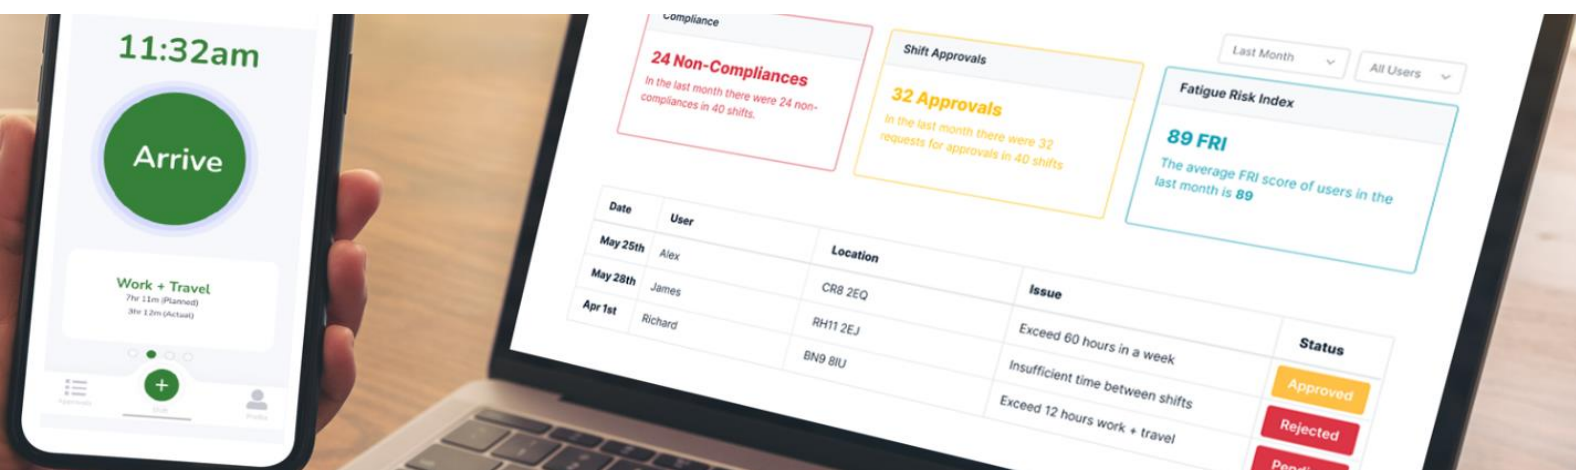 11:32am
Arrive
Work + Travel
7hr 11m (Planned)
3hr 12m (Actual)
+
Approvals
Shift
Profile
Last Month
All Users
Compliance
24 Non-Compliances
In the last month there were 24 non-
compliances in 40 shifts.
Shift Approvals
32 Approvals
In the last month there were 32
requests for approvals in 40 shifts
Fatigue Risk Index
89 FRI
The average FRI score of users in the
last month is 89
Date User Location Issue Status
May 25th Alex CR8 2EQ Exceed 60 hours in a week Approved
May 28th James RH11 2EJ Insufficient time between shifts Rejected
Apr 1st Richard BN9 8IU Exceed 12 hours work + travel